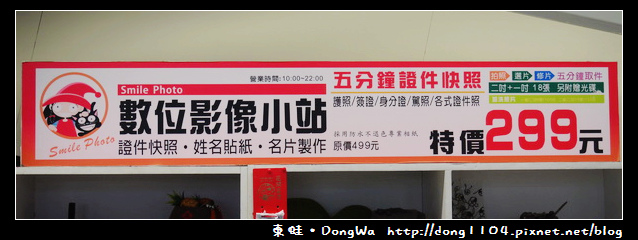 Smile Photo
Smile Photo
營業時間:10:00~22:00
數位影像小站
證件快照・姓名貼紙・名片製作
五分鐘證件快照
護照/簽證/身分證/駕照/各式證件照
採用防水不退色專業相紙
原價499元
特價299元
拍照 選片 修片 五分鐘取件
二吋+一吋 18張 另附贈光碟
東旺・DongWa http://dong1104.pixnet.net/blog